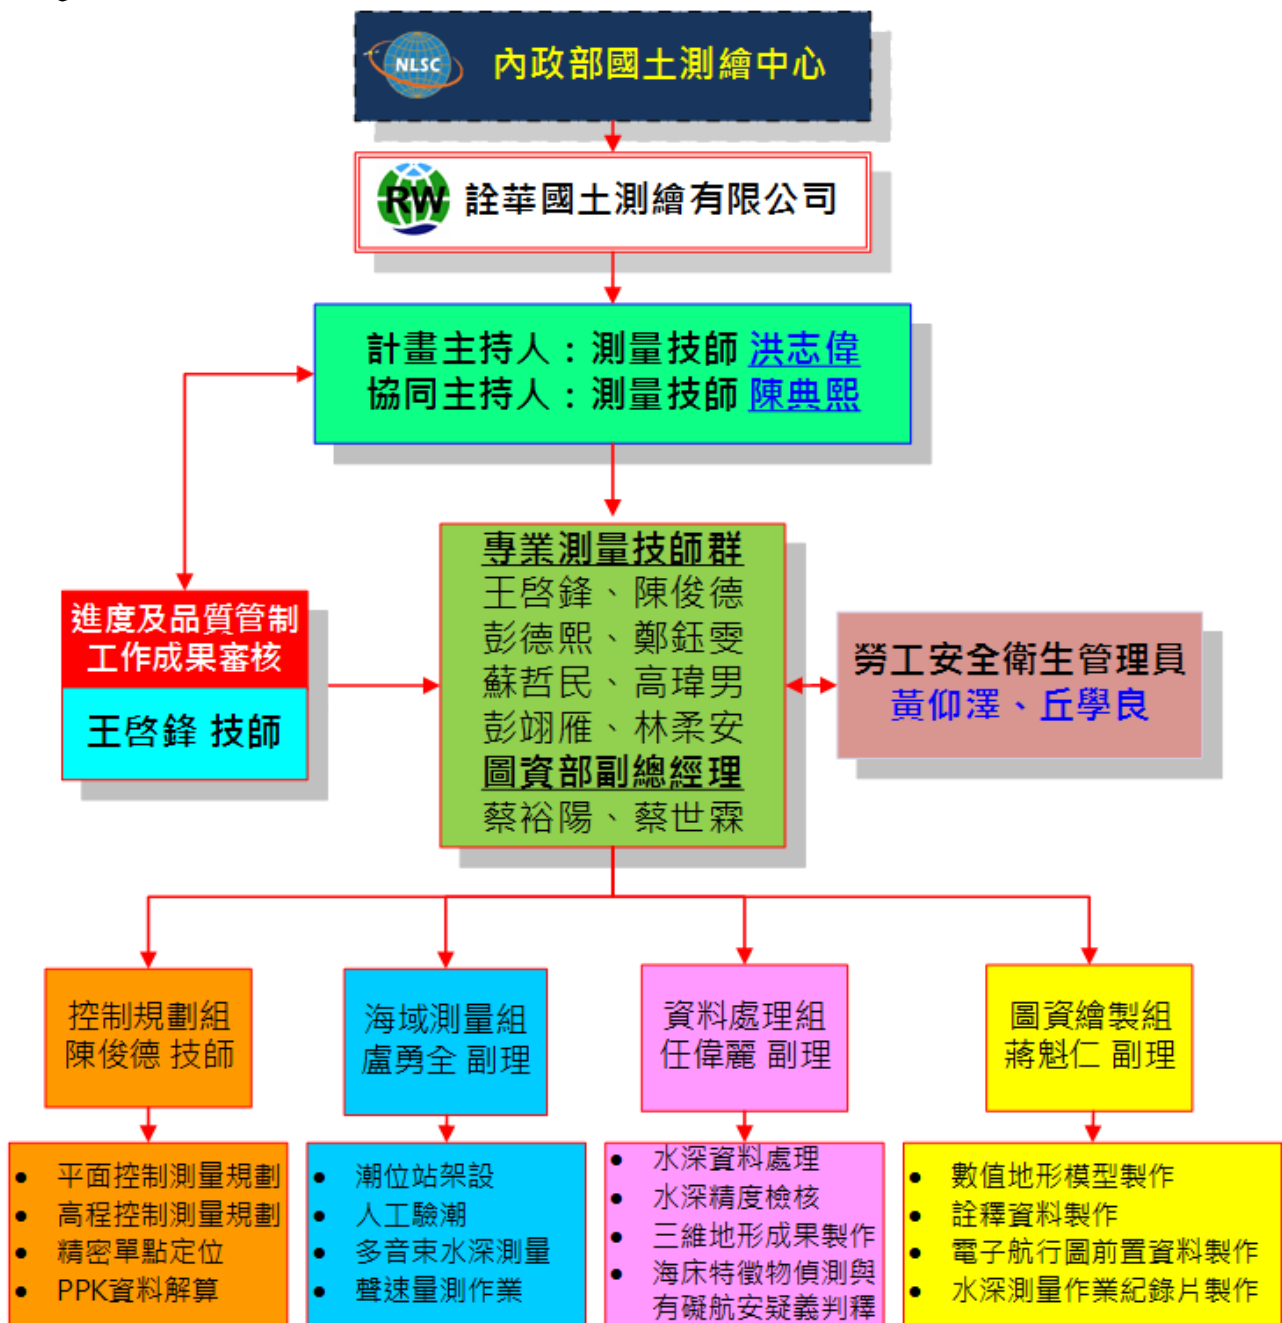 NLSC 內政部國土測繪中心
RW 詮華國土測繪有限公司
計畫主持人：測量技師 洪志偉
協同主持人：測量技師 陳典熙
專業測量技師群
王啓鋒、陳俊德
彭德熙、鄭鈺雯
蘇哲民、高瑋男
彭翊雁、林柔安
圖資部副總經理
蔡裕陽、蔡世霖
進度及品質管制
工作成果審核
王啓鋒 技師
勞工安全衛生管理員
黃仰澤、丘學良
控制規劃組
陳俊德 技師
海域測量組
盧勇全 副理
資料處理組
任偉麗 副理
圖資繪製組
蔣魁仁 副理
• 平面控制測量規劃
• 高程控制測量規劃
• 精密單點定位
• PPK資料解算
• 潮位站架設
• 人工驗潮
• 多音束水深測量
• 聲速量測作業
• 水深資料處理
• 水深精度檢核
• 三維地形成果製作
• 海床特徵物偵測與
有礙航安疑義判釋
• 數值地形模型製作
• 詮釋資料製作
• 電子航行圖前置資料製作
• 水深測量作業紀錄片製作